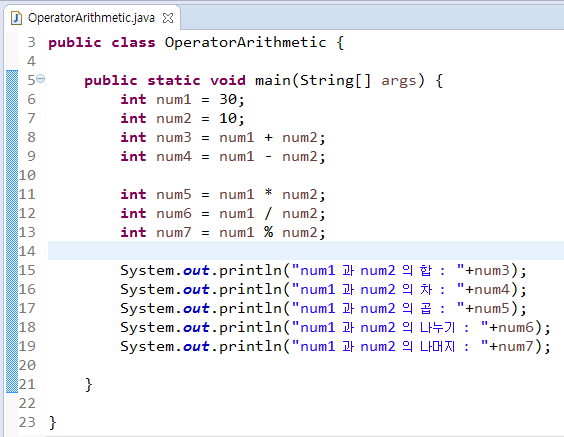 OperatorArithmetic.java
3 public class OperatorArithmetic {
4
5 public static void main(String[] args) {
6 int num1 = 30;
7 int num2 = 10;
8 int num3 = num1 + num2;
9 int num4 = num1 - num2;
10
11 int num5 = num1 * num2;
12 int num6 = num1 / num2;
13 int num7 = num1 % num2;
14
15 System.out.println("num1 과 num2 의 합 : "+num3);
16 System.out.println("num1 과 num2 의 차 : "+num4);
17 System.out.println("num1 과 num2 의 곱 : "+num5);
18 System.out.println("num1 과 num2 의 나누기 : "+num6);
19 System.out.println("num1 과 num2 의 나머지 : "+num7);
20
21 }
22
23 }